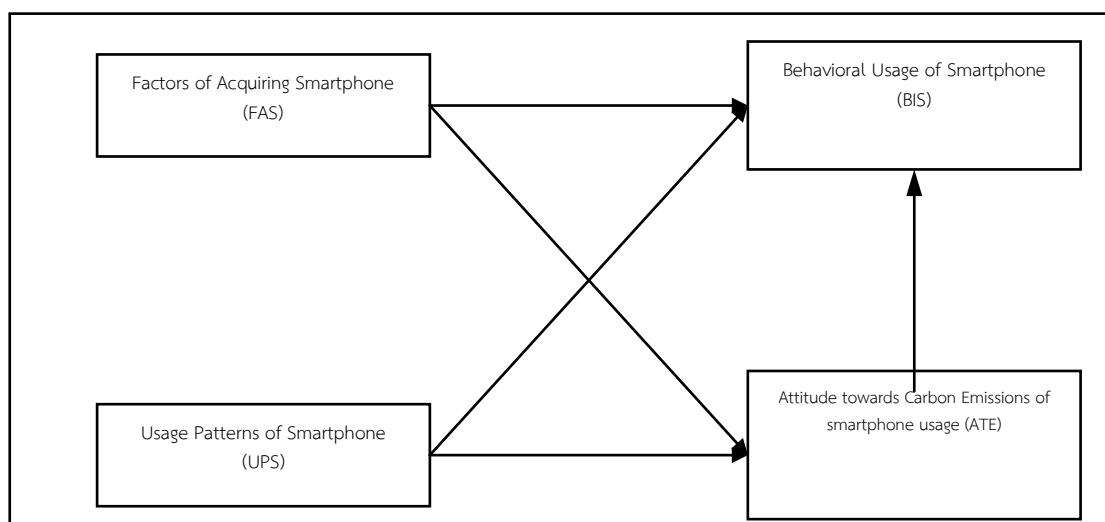 Factors of Acquiring Smartphone
(FAS)
Behavioral Usage of Smartphone
(BIS)
Usage Patterns of Smartphone
(UPS)
Attitude towards Carbon Emissions of
smartphone usage (ATE)